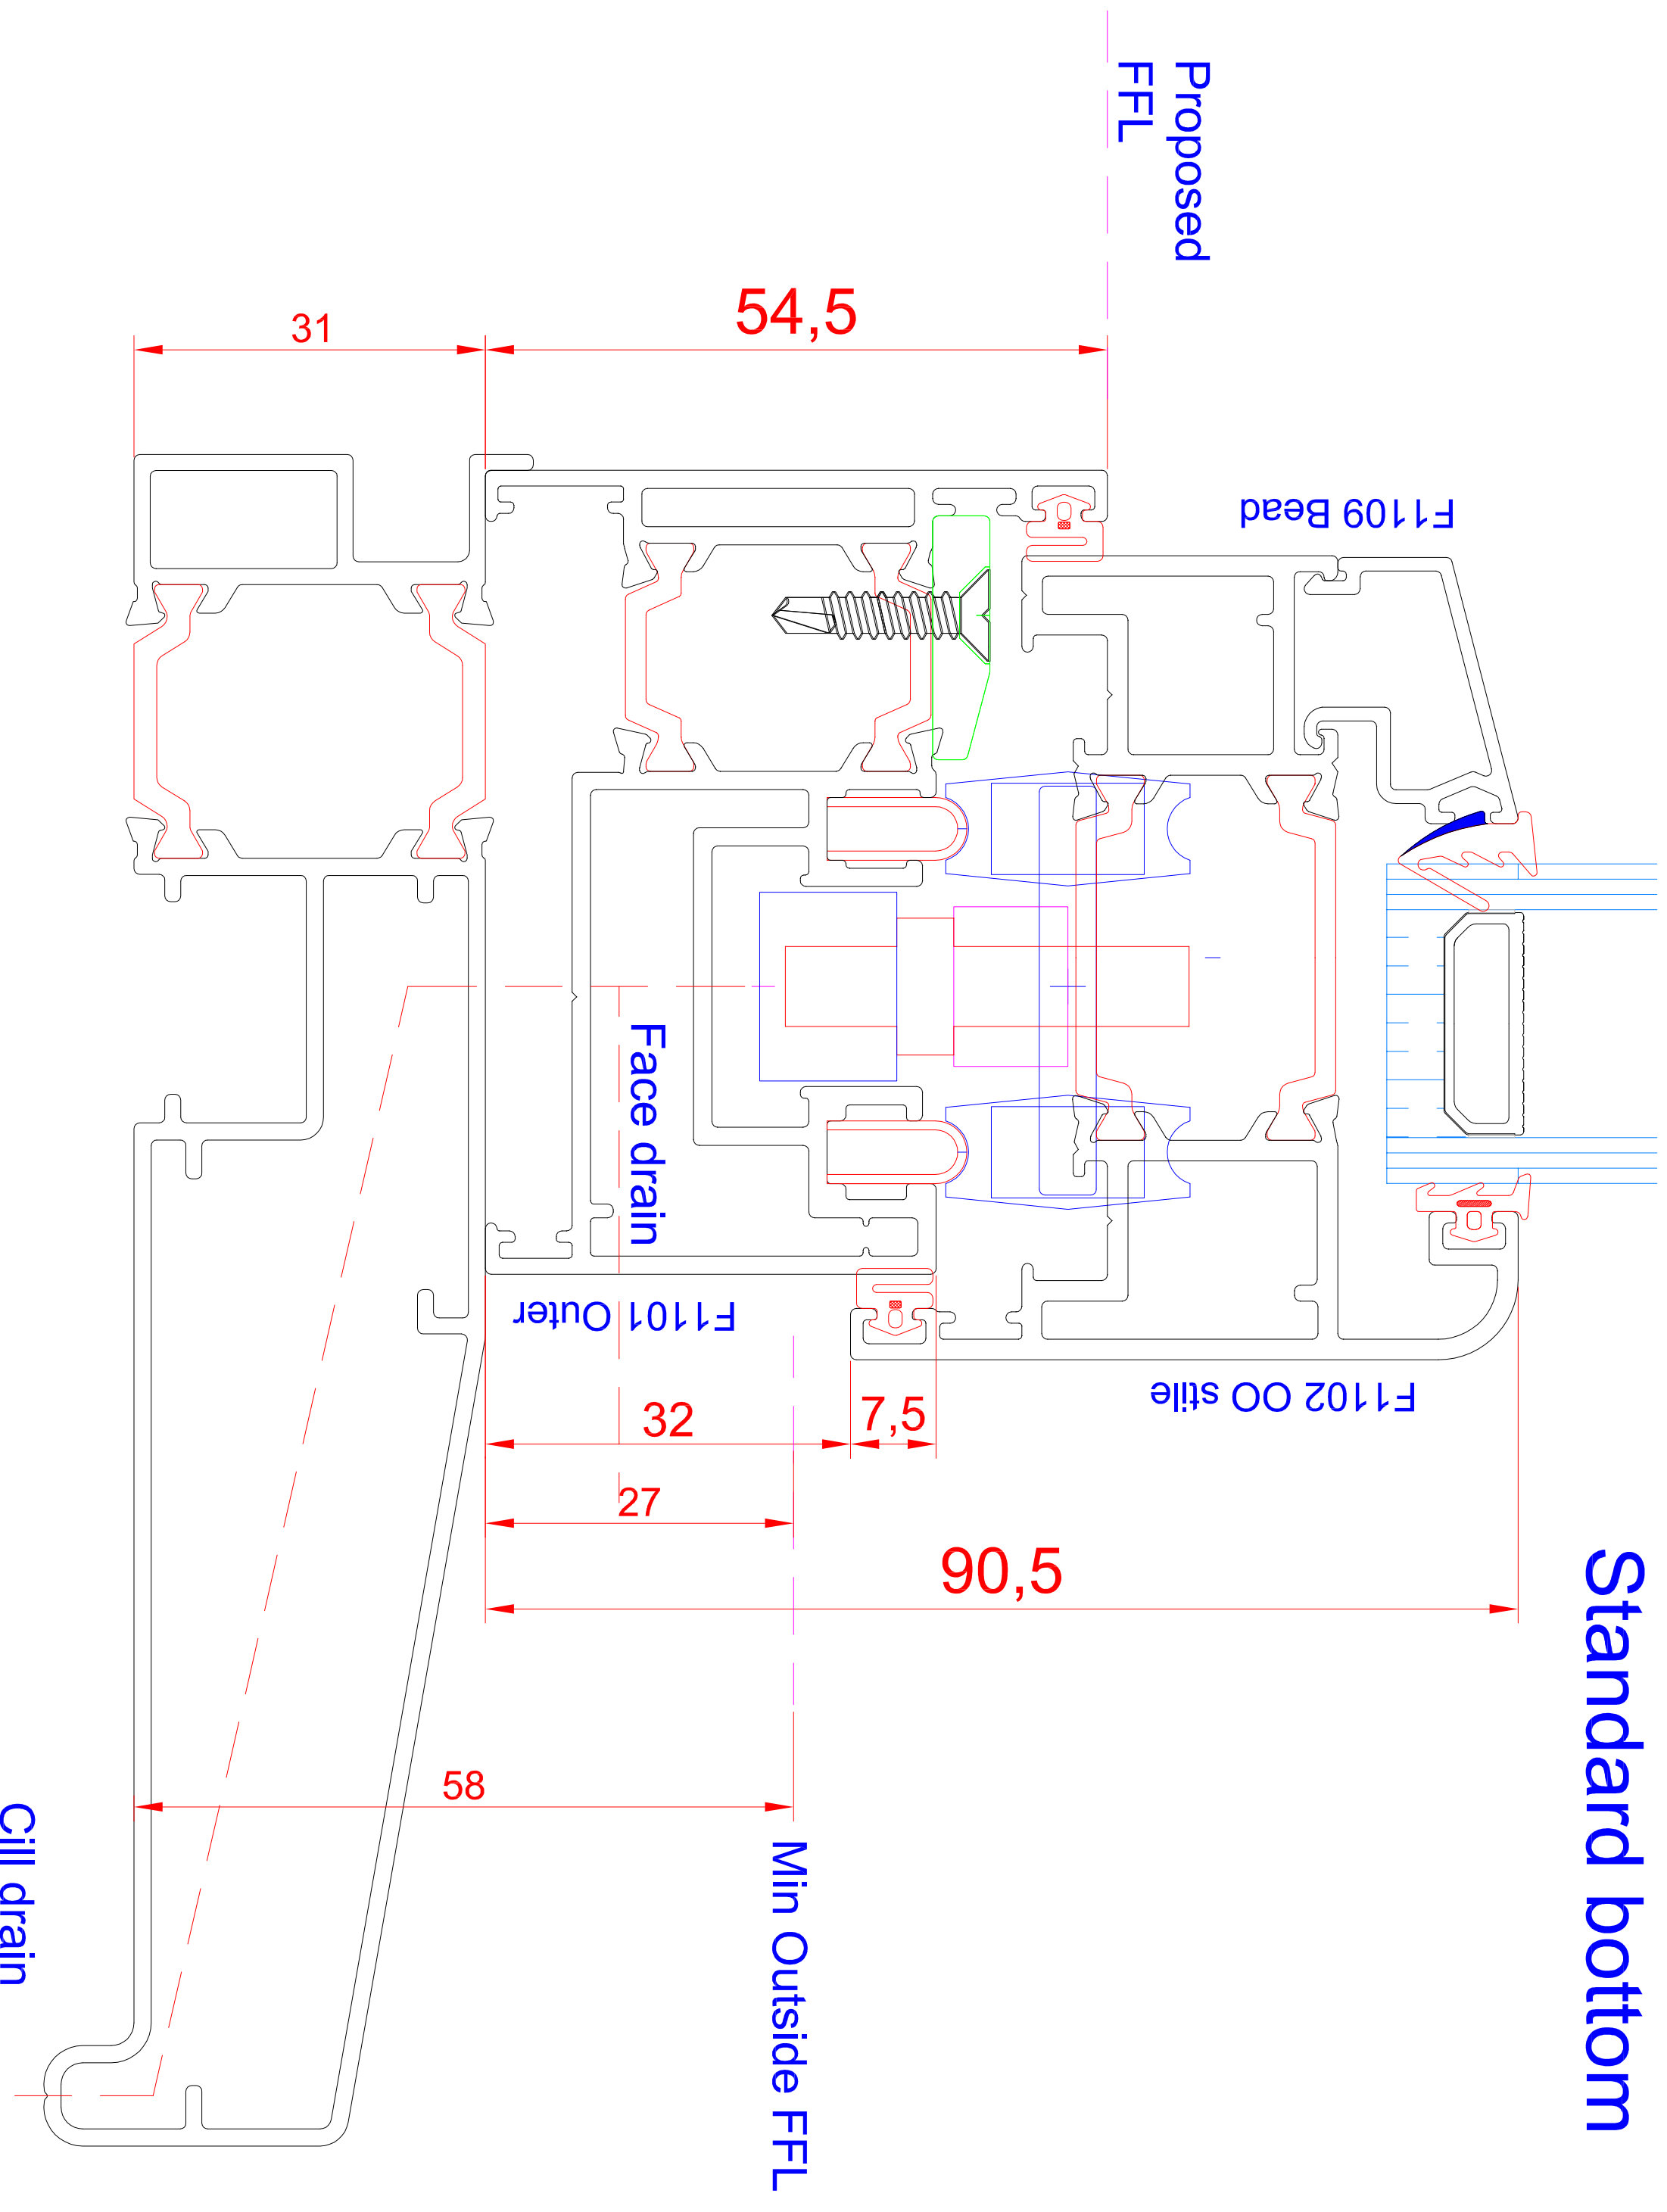 Standard bottom
Proposed
FFL
54,5
31
F1109 Bead
Face drain
F1101 Outer
F1102 OO stile
32
7,5
27
90,5
58
Min Outside FFL
Cill drain